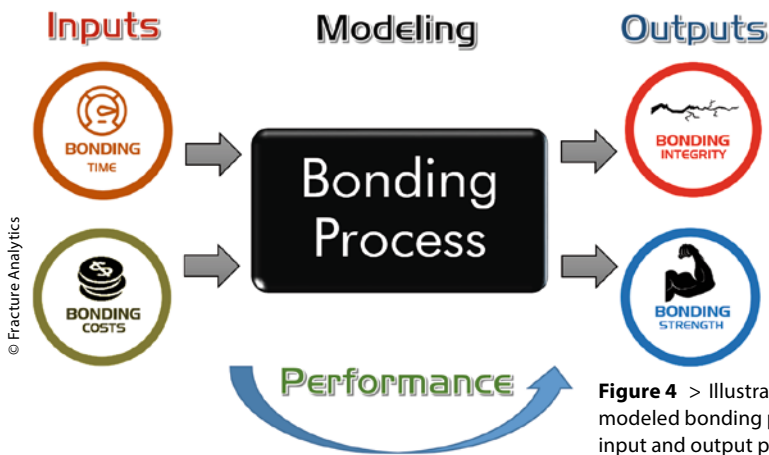 Inputs
Modeling
Outputs
BONDING
TIME
BONDING
COSTS
Bonding
Process
BONDING
INTEGRITY
BONDING
STRENGTH
Performance
© Fracture Analytics
Figure 4 > Illustra
modeled bonding p
input and output p